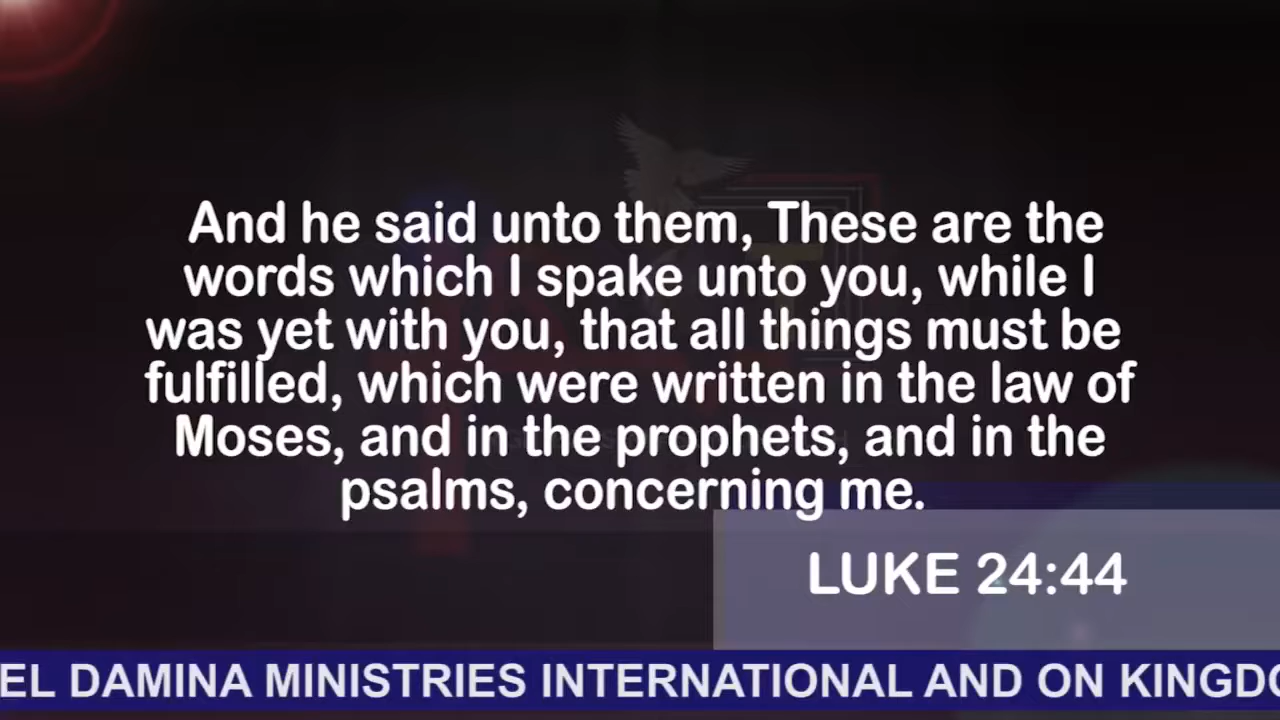 And he said unto them, These are the
words which I spake unto you, while I
was yet with you, that all things must be
fulfilled, which were written in the law of
Moses, and in the prophets, and in the
psalms, concerning me.
LUKE 24:44
EL DAMINA MINISTRIES INTERNATIONAL AND ON KINGDO